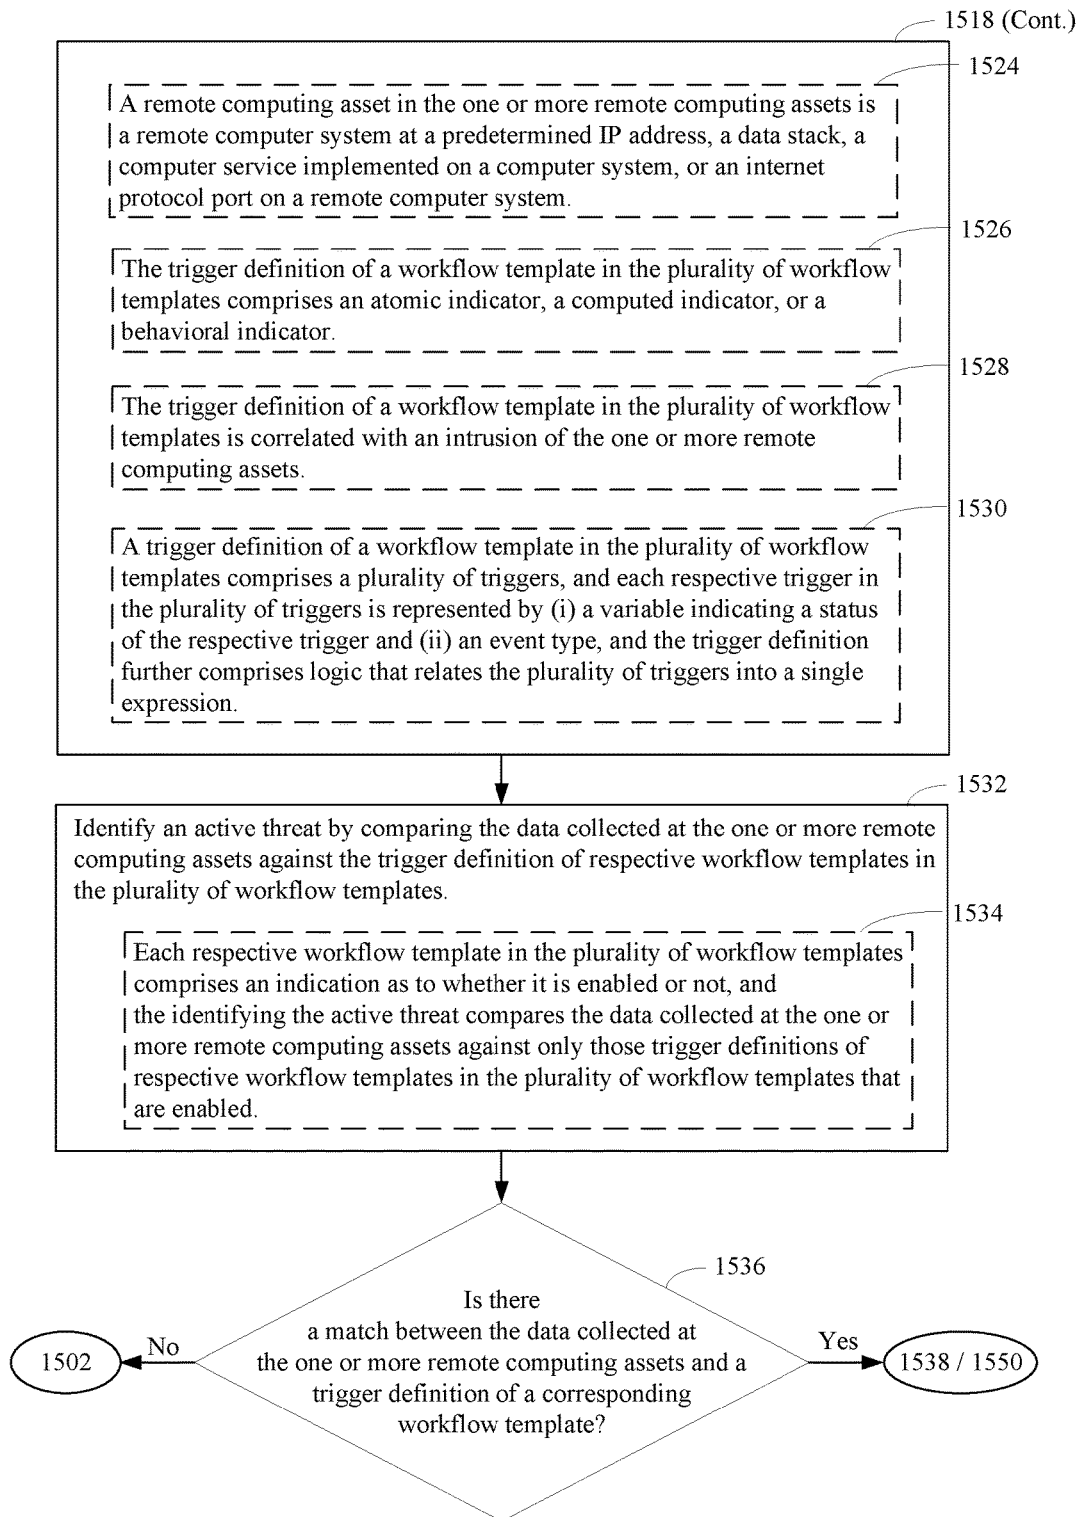 1518 (Cont.)
1524
A remote computing asset in the one or more remote computing assets is
a remote computer system at a predetermined IP address, a data stack, a
computer service implemented on a computer system, or an internet
protocol port on a remote computer system.
1526
The trigger definition of a workflow template in the plurality of workflow
templates comprises an atomic indicator, a computed indicator, or a
behavioral indicator.
1528
The trigger definition of a workflow template in the plurality of workflow
templates is correlated with an intrusion of the one or more remote
computing assets.
1530
A trigger definition of a workflow template in the plurality of workflow
templates comprises a plurality of triggers, and each respective trigger in
the plurality of triggers is represented by (i) a variable indicating a status
of the respective trigger and (ii) an event type, and the trigger definition
further comprises logic that relates the plurality of triggers into a single
expression.
1532
Identify an active threat by comparing the data collected at the one or more remote
computing assets against the trigger definition of respective workflow templates in
the plurality of workflow templates.
1534
Each respective workflow template in the plurality of workflow templates
comprises an indication as to whether it is enabled or not, and
the identifying the active threat compares the data collected at the one or
more remote computing assets against only those trigger definitions of
respective workflow templates in the plurality of workflow templates that
are enabled.
1536
Is there
a match between the data collected at
the one or more remote computing assets and a
trigger definition of a corresponding
workflow template?
No
1502
Yes
1538 / 1550